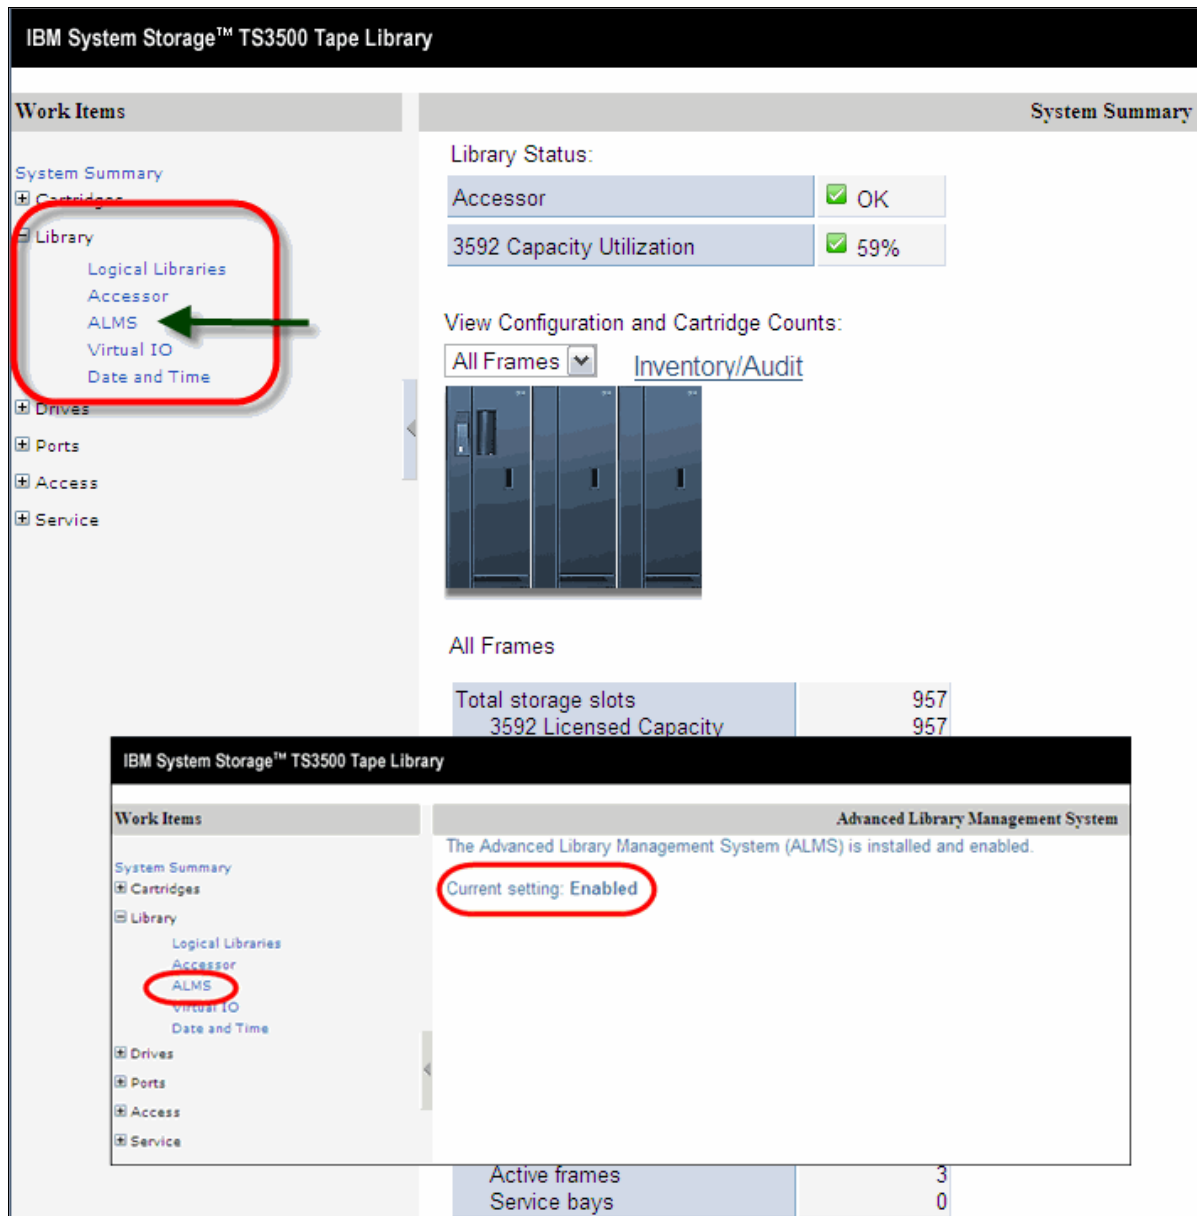 IBM System Storage™ TS3500 Tape Library
Work Items
System Summary
System Summary
Cartridges
Library
Logical Libraries
Accessor
ALMS
Virtual IO
Date and Time
Drives
Ports
Access
Service
Library Status:
Accessor OK
3592 Capacity Utilization 59%
View Configuration and Cartridge Counts:
All Frames Inventory/Audit
All Frames
Total storage slots 957
3592 Licensed Capacity 957
IBM System Storage™ TS3500 Tape Library
Work Items
Advanced Library Management System
System Summary
Cartridges
Library
Logical Libraries
Accessor
ALMS
Virtual IO
Date and Time
Drives
Ports
Access
Service
The Advanced Library Management System (ALMS) is installed and enabled.
Current setting: Enabled
Active frames 3
Service bays 0